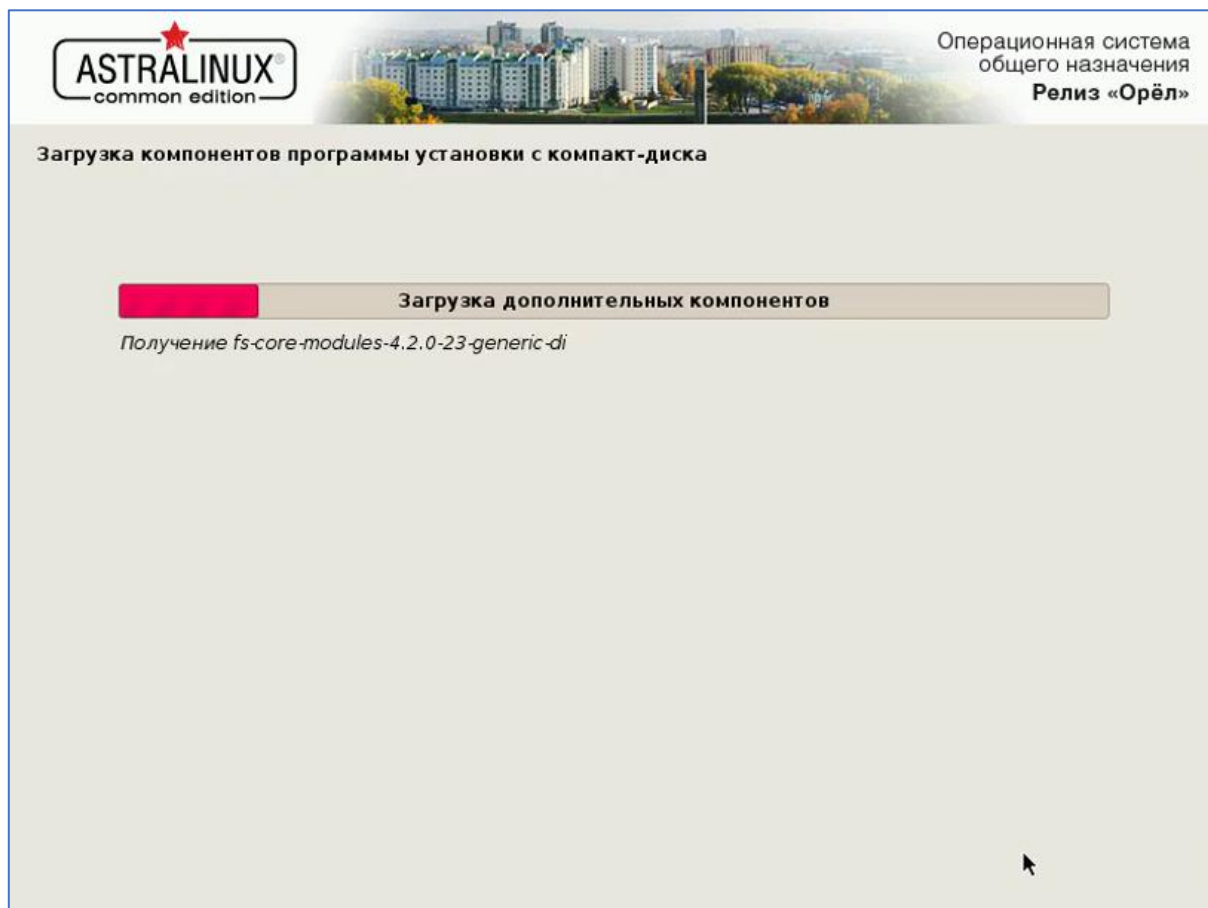 ASTRALINUX®
common edition
Операционная система
общего назначения
Релиз «Орёл»
Загрузка компонентов программы установки с компакт-диска
Загрузка дополнительных компонентов
Получение fs-core-modules-4.2.0-23-generic-di